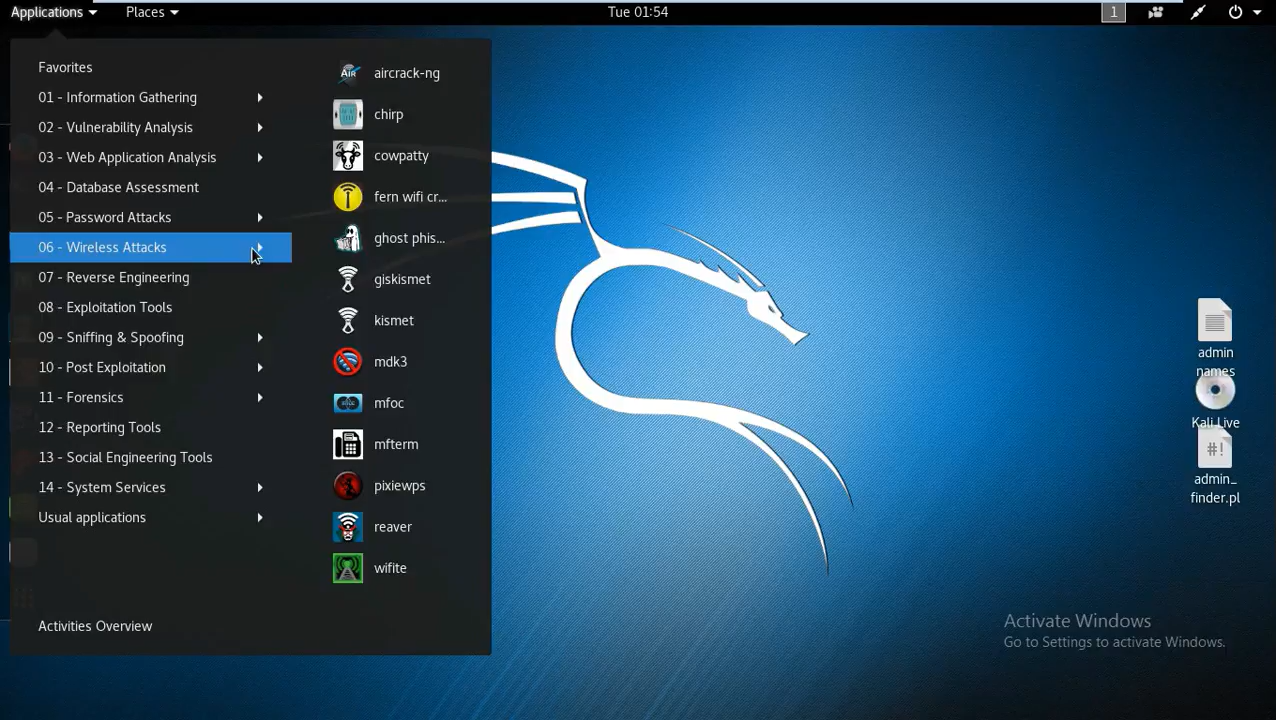 Applications
Places
Tue 01:54
1
Favorites
01 - Information Gathering
02 - Vulnerability Analysis
03 - Web Application Analysis
04 - Database Assessment
05 - Password Attacks
06 - Wireless Attacks
07 - Reverse Engineering
08 - Exploitation Tools
09 - Sniffing & Spoofing
10 - Post Exploitation
11 - Forensics
12 - Reporting Tools
13 - Social Engineering Tools
14 - System Services
Usual applications
Activities Overview
AIR
aircrack-ng
chirp
cowpatty
fern wifi cr...
ghost phis...
giskismet
kismet
mdk3
mfoc
mfterm
pixiewps
reaver
wifite
admin
names
Kali Live
#!
admin_
finder.pl
Activate Windows
Go to Settings to activate Windows.